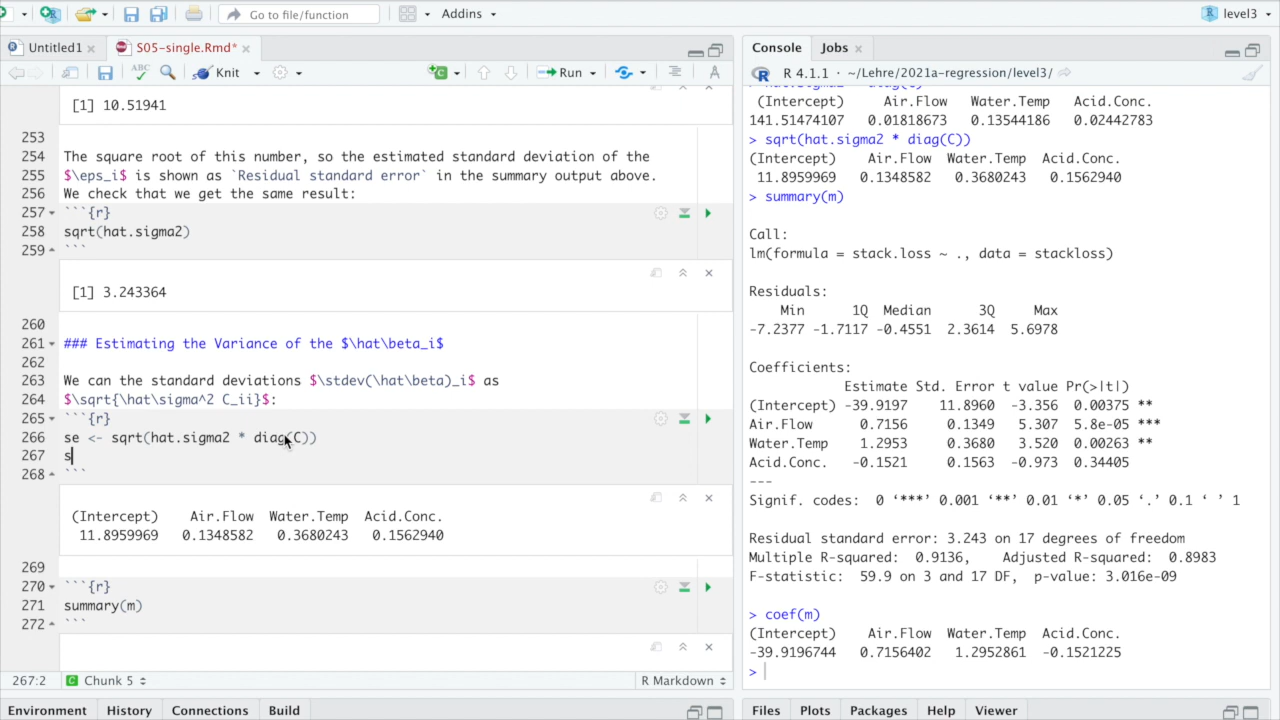 Go to file/function
Addins
level3
Untitled1
S05-single.Rmd*
ABC
Knit
Run
[1] 10.51941
253
254 The square root of this number, so the estimated standard deviation of the
255 $\eps_i$ is shown as `Residual standard error` in the summary output above.
256 We check that we get the same result:
257 ```{r}
258 sqrt(hat.sigma2)
259 ```
[1] 3.243364
260
261 ### Estimating the Variance of the $\hat\beta_i$
262
263 We can the standard deviations $\stdev(\hat\beta)_i$ as
264 $\sqrt{\hat\sigma^2 C_ii}$:
265 ```{r}
266 se <- sqrt(hat.sigma2 * diag(C))
267 s
268 ```
(Intercept) Air.Flow Water.Temp Acid.Conc.
11.8959969 0.1348582 0.3680243 0.1562940
269
270 ```{r}
271 summary(m)
272 ```
267:2 Chunk 5 R Markdown
Environment History Connections Build
Console Jobs
R 4.1.1 · ~/Lehre/2021a-regression/level3/
(Intercept) Air.Flow Water.Temp Acid.Conc.
141.51474107 0.01818673 0.13544186 0.02442783
> sqrt(hat.sigma2 * diag(C))
(Intercept) Air.Flow Water.Temp Acid.Conc.
11.8959969 0.1348582 0.3680243 0.1562940
> summary(m)
Call:
lm(formula = stack.loss ~ ., data = stackloss)
Residuals:
Min 1Q Median 3Q Max
-7.2377 -1.7117 -0.4551 2.3614 5.6978
Coefficients:
Estimate Std. Error t value Pr(>|t|)
(Intercept) -39.9197 11.8960 -3.356 0.00375 **
Air.Flow 0.7156 0.1349 5.307 5.8e-05 ***
Water.Temp 1.2953 0.3680 3.520 0.00263 **
Acid.Conc. -0.1521 0.1563 -0.973 0.34405
---
Signif. codes: 0 ‘***’ 0.001 ‘**’ 0.01 ‘*’ 0.05 ‘.’ 0.1 ‘ ’ 1
Residual standard error: 3.243 on 17 degrees of freedom
Multiple R-squared: 0.9136, Adjusted R-squared: 0.8983
F-statistic: 59.9 on 3 and 17 DF, p-value: 3.016e-09
> coef(m)
(Intercept) Air.Flow Water.Temp Acid.Conc.
-39.9196744 0.7156402 1.2952861 -0.1521225
>
Files Plots Packages Help Viewer